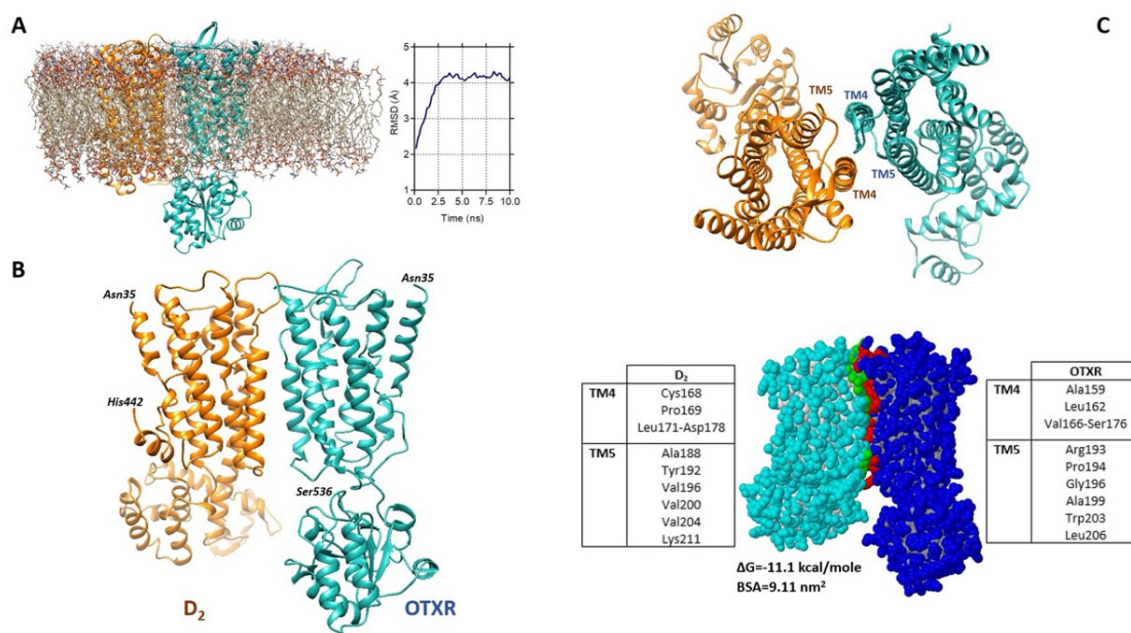 A
RMSD (Å)
5
4
3
2
1
0.0
2.5
5.0
7.5
10.0
Time (ns)
C
TM5
TM4
TM5
TM4
B
Asn35
Asn35
His442
Ser536
D₂
OTXR
D₂
TM4
Cys168
Pro169
Leu171-Asp178
TM5
Ala188
Tyr192
Val196
Val200
Val204
Lys211
ΔG=-11.1 kcal/mole
BSA=9.11 nm²
OTXR
TM4
Ala159
Leu162
Val166-Ser176
TM5
Arg193
Pro194
Gly196
Ala199
Trp203
Leu206